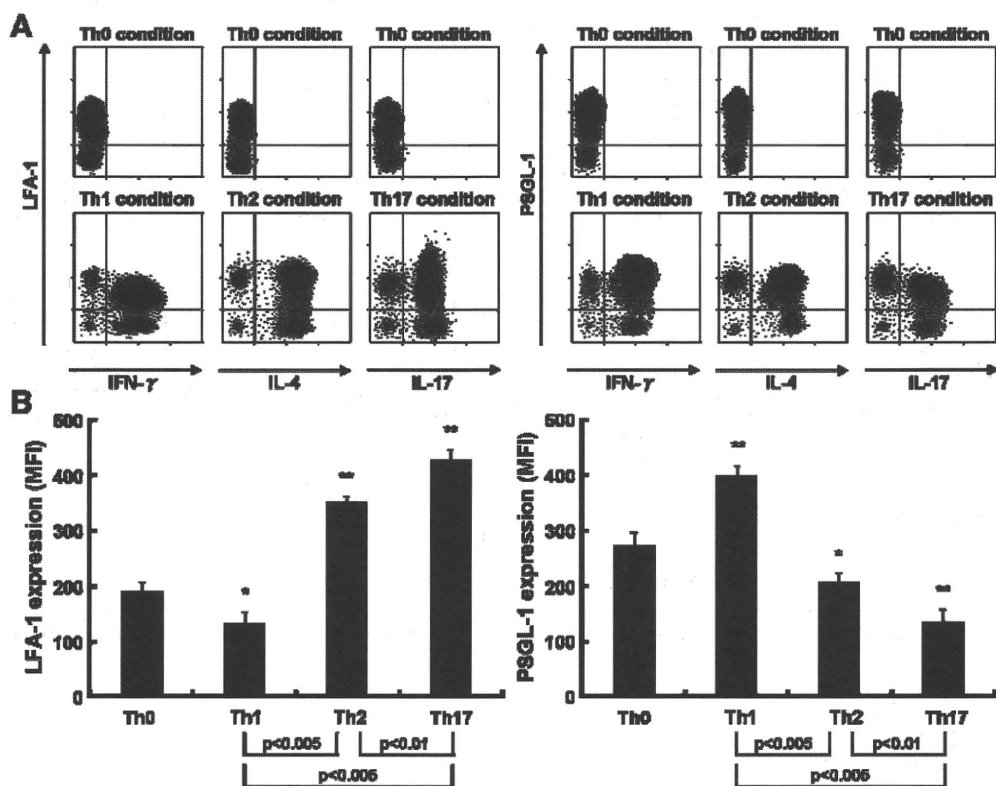 A
Th0 condition Th0 condition Th0 condition Th0 condition Th0 condition Th0 condition
LFA-1
PSGL-1
Th1 condition Th2 condition Th17 condition Th1 condition Th2 condition Th17 condition
IFN-γ IL-4 IL-17 IFN-γ IL-4 IL-17
B
LFA-1 expression (MFI)
500
400
300
200
100
0
*
**
**
Th0 Th1 Th2 Th17
p<0.005 p<0.01
p<0.005
PSGL-1 expression (MFI)
500
400
300
200
100
0
**
*
**
Th0 Th1 Th2 Th17
p<0.005 p<0.01
p<0.005